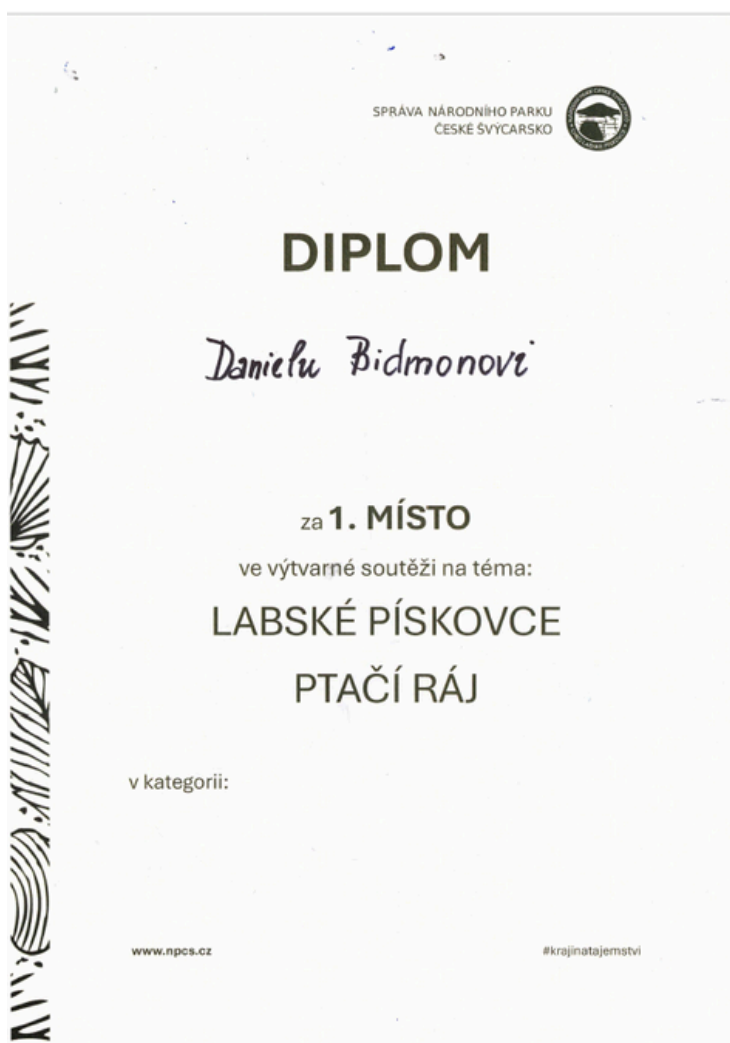 SPRÁVA NÁRODNÍHO PARKU
ČESKÉ ŠVÝCARSKO
DIPLOM
Danielu Bidmonovi
za 1. MÍSTO
ve výtvarné soutěži na téma:
LABSKÉ PÍSKOVCE
PTAČÍ RÁJ
v kategorii:
www.npcs.cz
#krajinatajemstvi